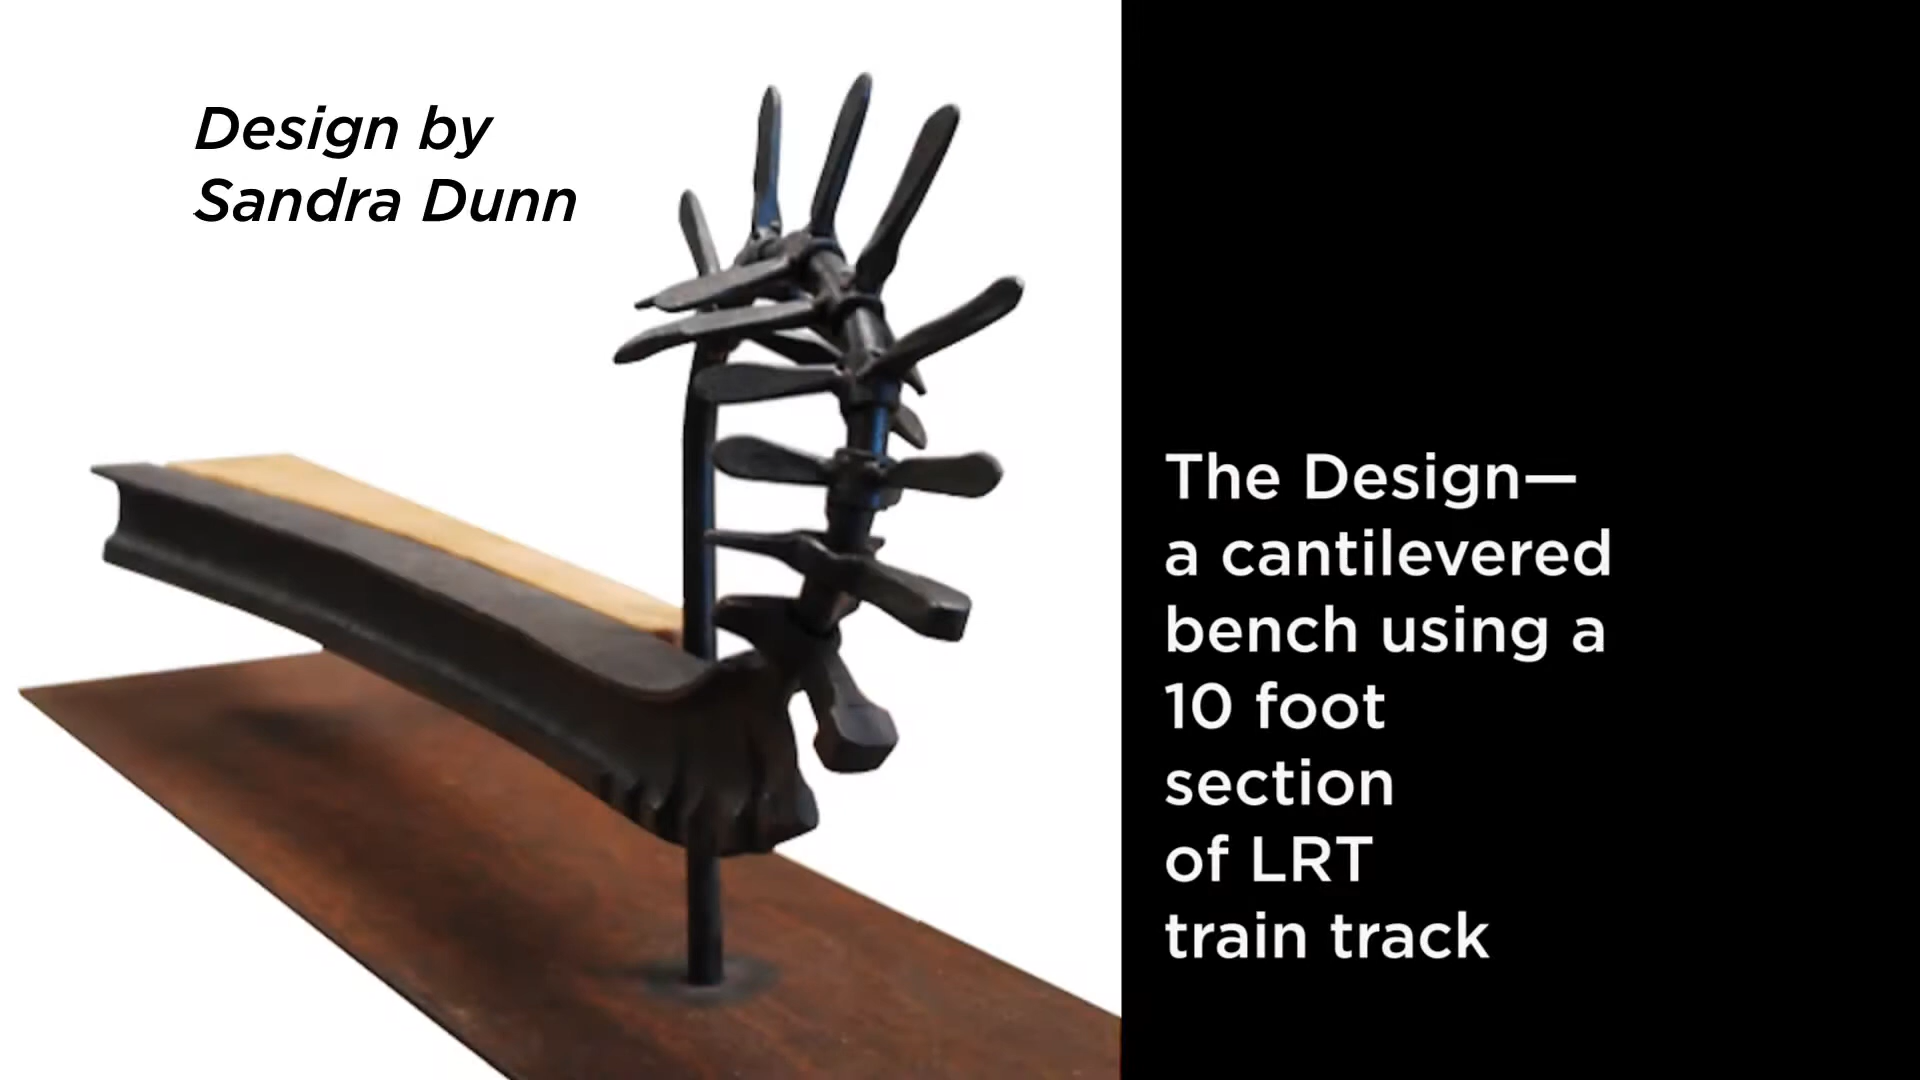 Design by
Sandra Dunn
The Design—
a cantilevered
bench using a
10 foot
section
of LRT
train track